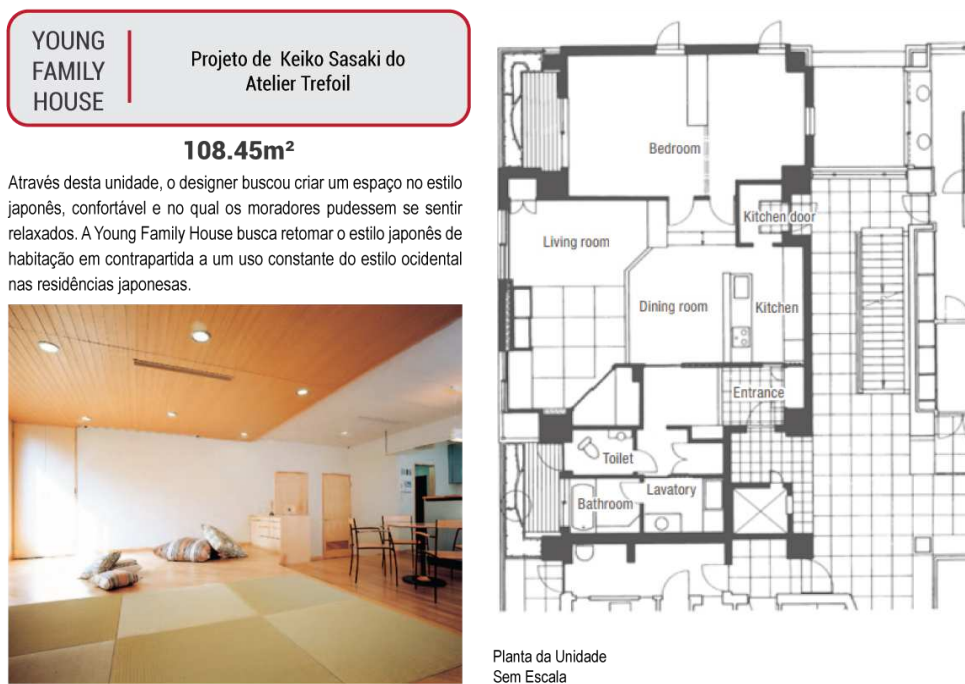 YOUNG
FAMILY
HOUSE
Projeto de Keiko Sasaki do
Atelier Trefoil
108.45m²
Através desta unidade, o designer buscou criar um espaço no estilo
japonês, confortável e no qual os moradores pudessem se sentir
relaxados. A Young Family House busca retomar o estilo japonês de
habitação em contrapartida a um uso constante do estilo ocidental
nas residências japonesas.
Bedroom
Kitchen door
Living room
Dining room
Kitchen
Entrance
Toilet
Lavatory
Bathroom
Planta da Unidade
Sem Escala